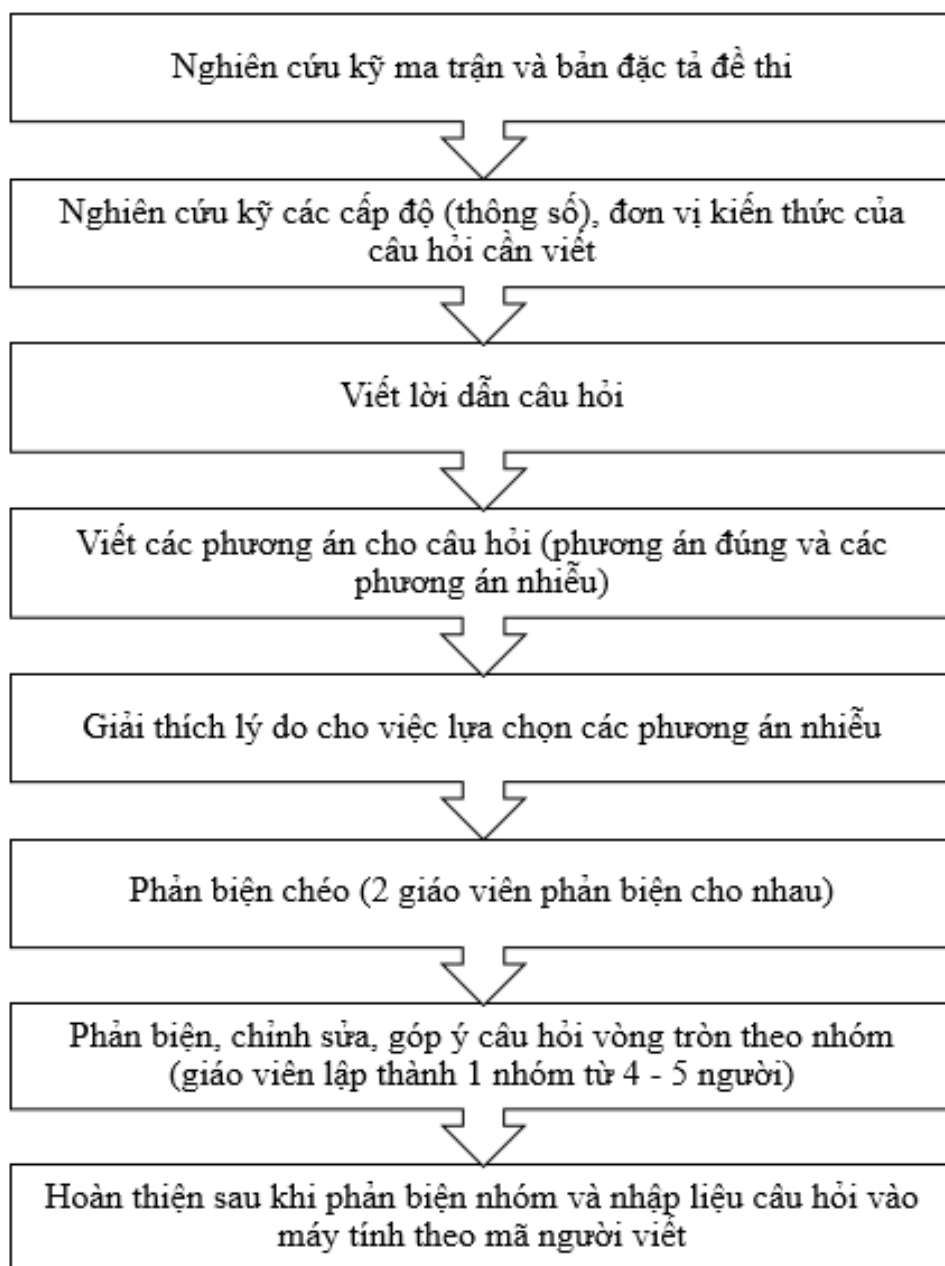 Nghiên cứu kỹ ma trận và bản đặc tả đề thi
Nghiên cứu kỹ các cấp độ (thông số), đơn vị kiến thức của
câu hỏi cần viết
Viết lời dẫn câu hỏi
Viết các phương án cho câu hỏi (phương án đúng và các
phương án nhiễu)
Giải thích lý do cho việc lựa chọn các phương án nhiễu
Phản biện chéo (2 giáo viên phản biện cho nhau)
Phản biện, chỉnh sửa, góp ý câu hỏi vòng tròn theo nhóm
(giáo viên lập thành 1 nhóm từ 4 - 5 người)
Hoàn thiện sau khi phản biện nhóm và nhập liệu câu hỏi vào
máy tính theo mã người viết